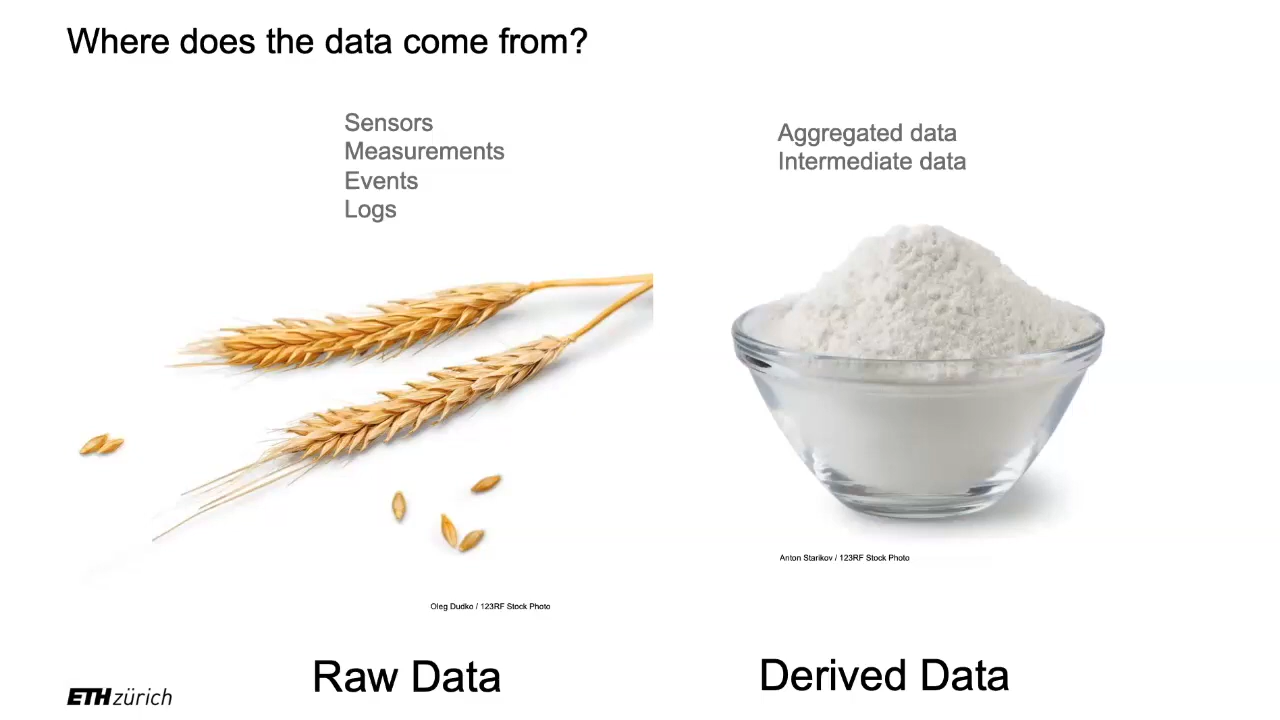 Where does the data come from?
Sensors
Measurements
Events
Logs
Aggregated data
Intermediate data
Anton Starikov / 123RF Stock Photo
Oleg Dudko / 123RF Stock Photo
Raw Data
Derived Data
ETH zürich